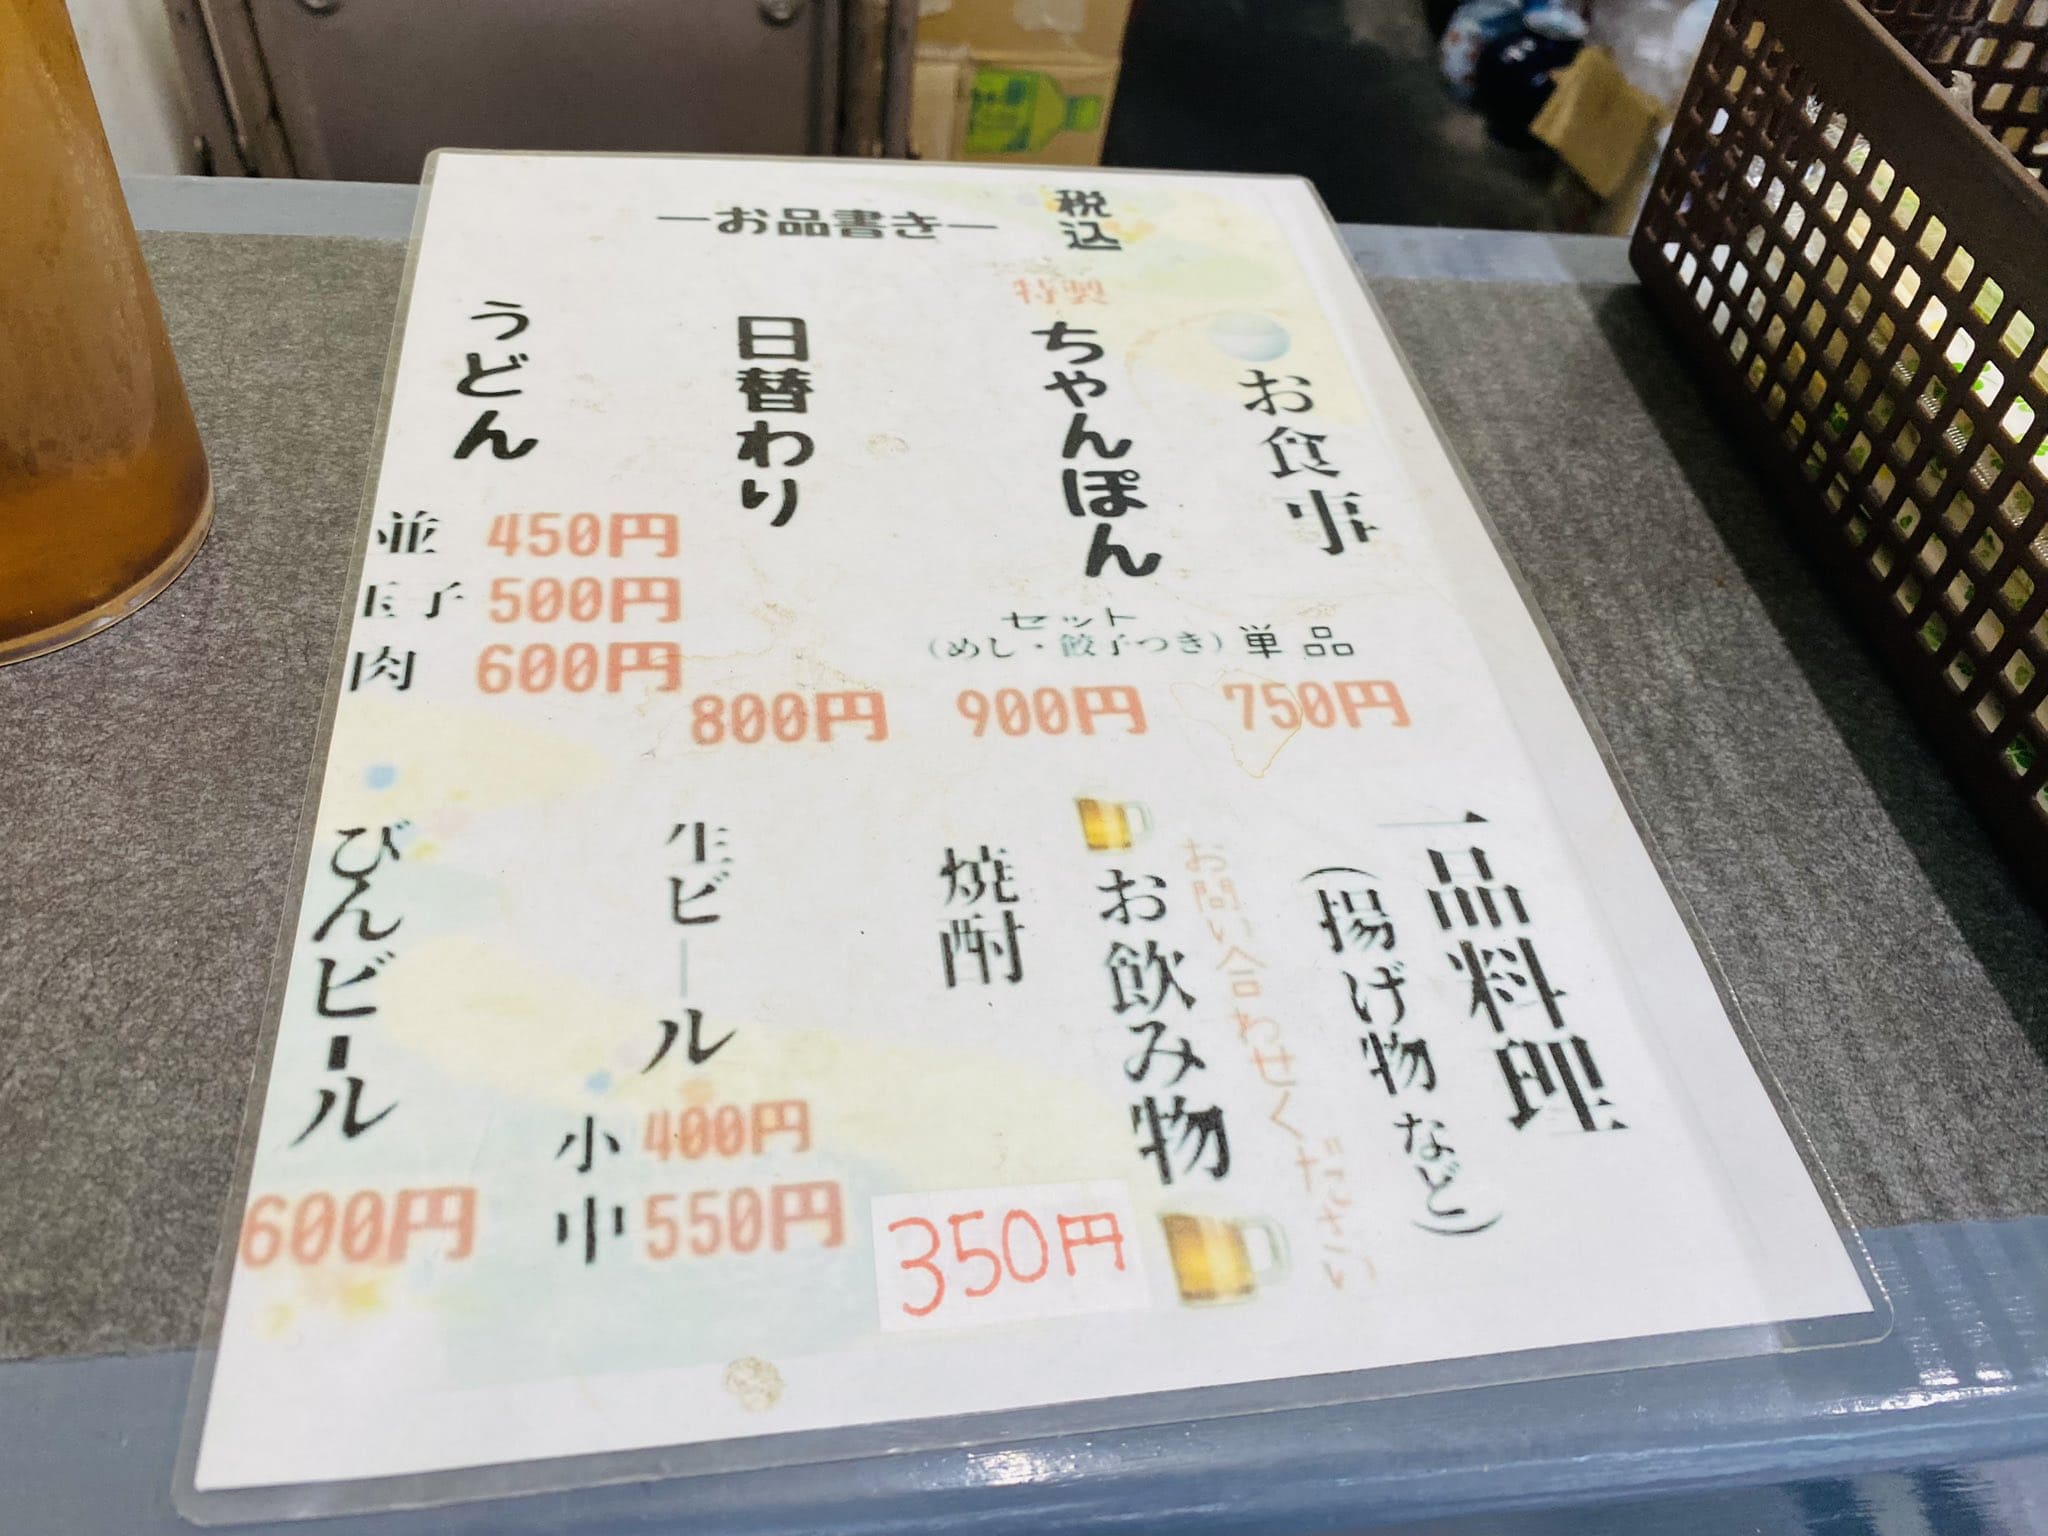 ーお品書きー
税込
お食事
特製
ちゃんぽん
単品
750円
セット
(めし・餃子つき)
900円
日替わり
800円
うどん
並 450円
玉子 500円
肉 600円
一品料理
(揚げ物など)
お問い合わせください
お飲み物
焼酎
350円
生ビール
小 400円
中 550円
びんビール
600円